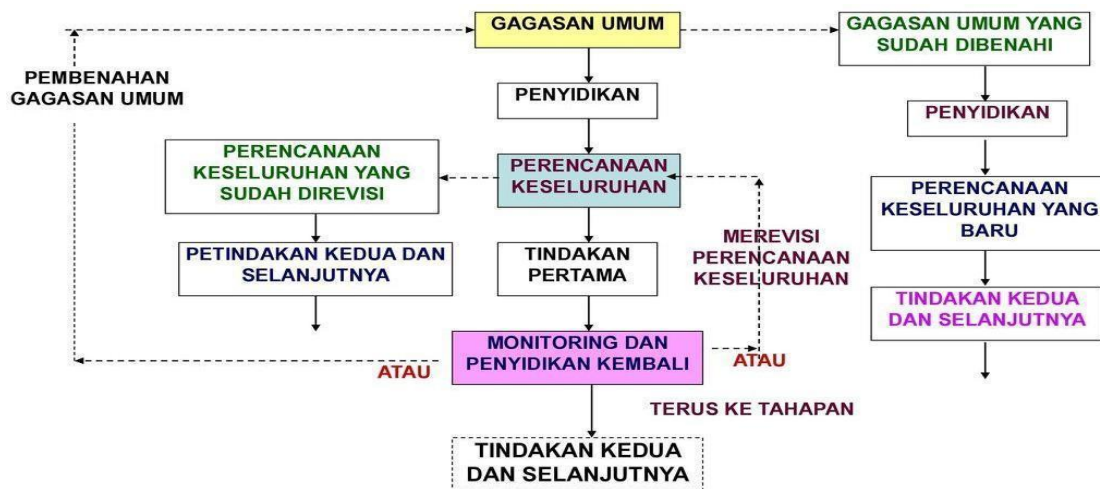 GAGASAN UMUM
GAGASAN UMUM YANG
SUDAH DIBENAHI
PEMBENAHAN
GAGASAN UMUM
PENYIDIKAN
PENYIDIKAN
PERENCANAAN
KESELURUHAN YANG
SUDAH DIREVISI
PERENCANAAN
KESELURUHAN
PERENCANAAN
KESELURUHAN YANG
BARU
PETINDAKAN KEDUA DAN
SELANJUTNYA
TINDAKAN
PERTAMA
MEREVISI
PERENCANAAN
KESELURUHAN
TINDAKAN KEDUA
DAN SELANJUTNYA
MONITORING DAN
PENYIDIKAN KEMBALI
ATAU
ATAU
TERUS KE TAHAPAN
TINDAKAN KEDUA
DAN SELANJUTNYA